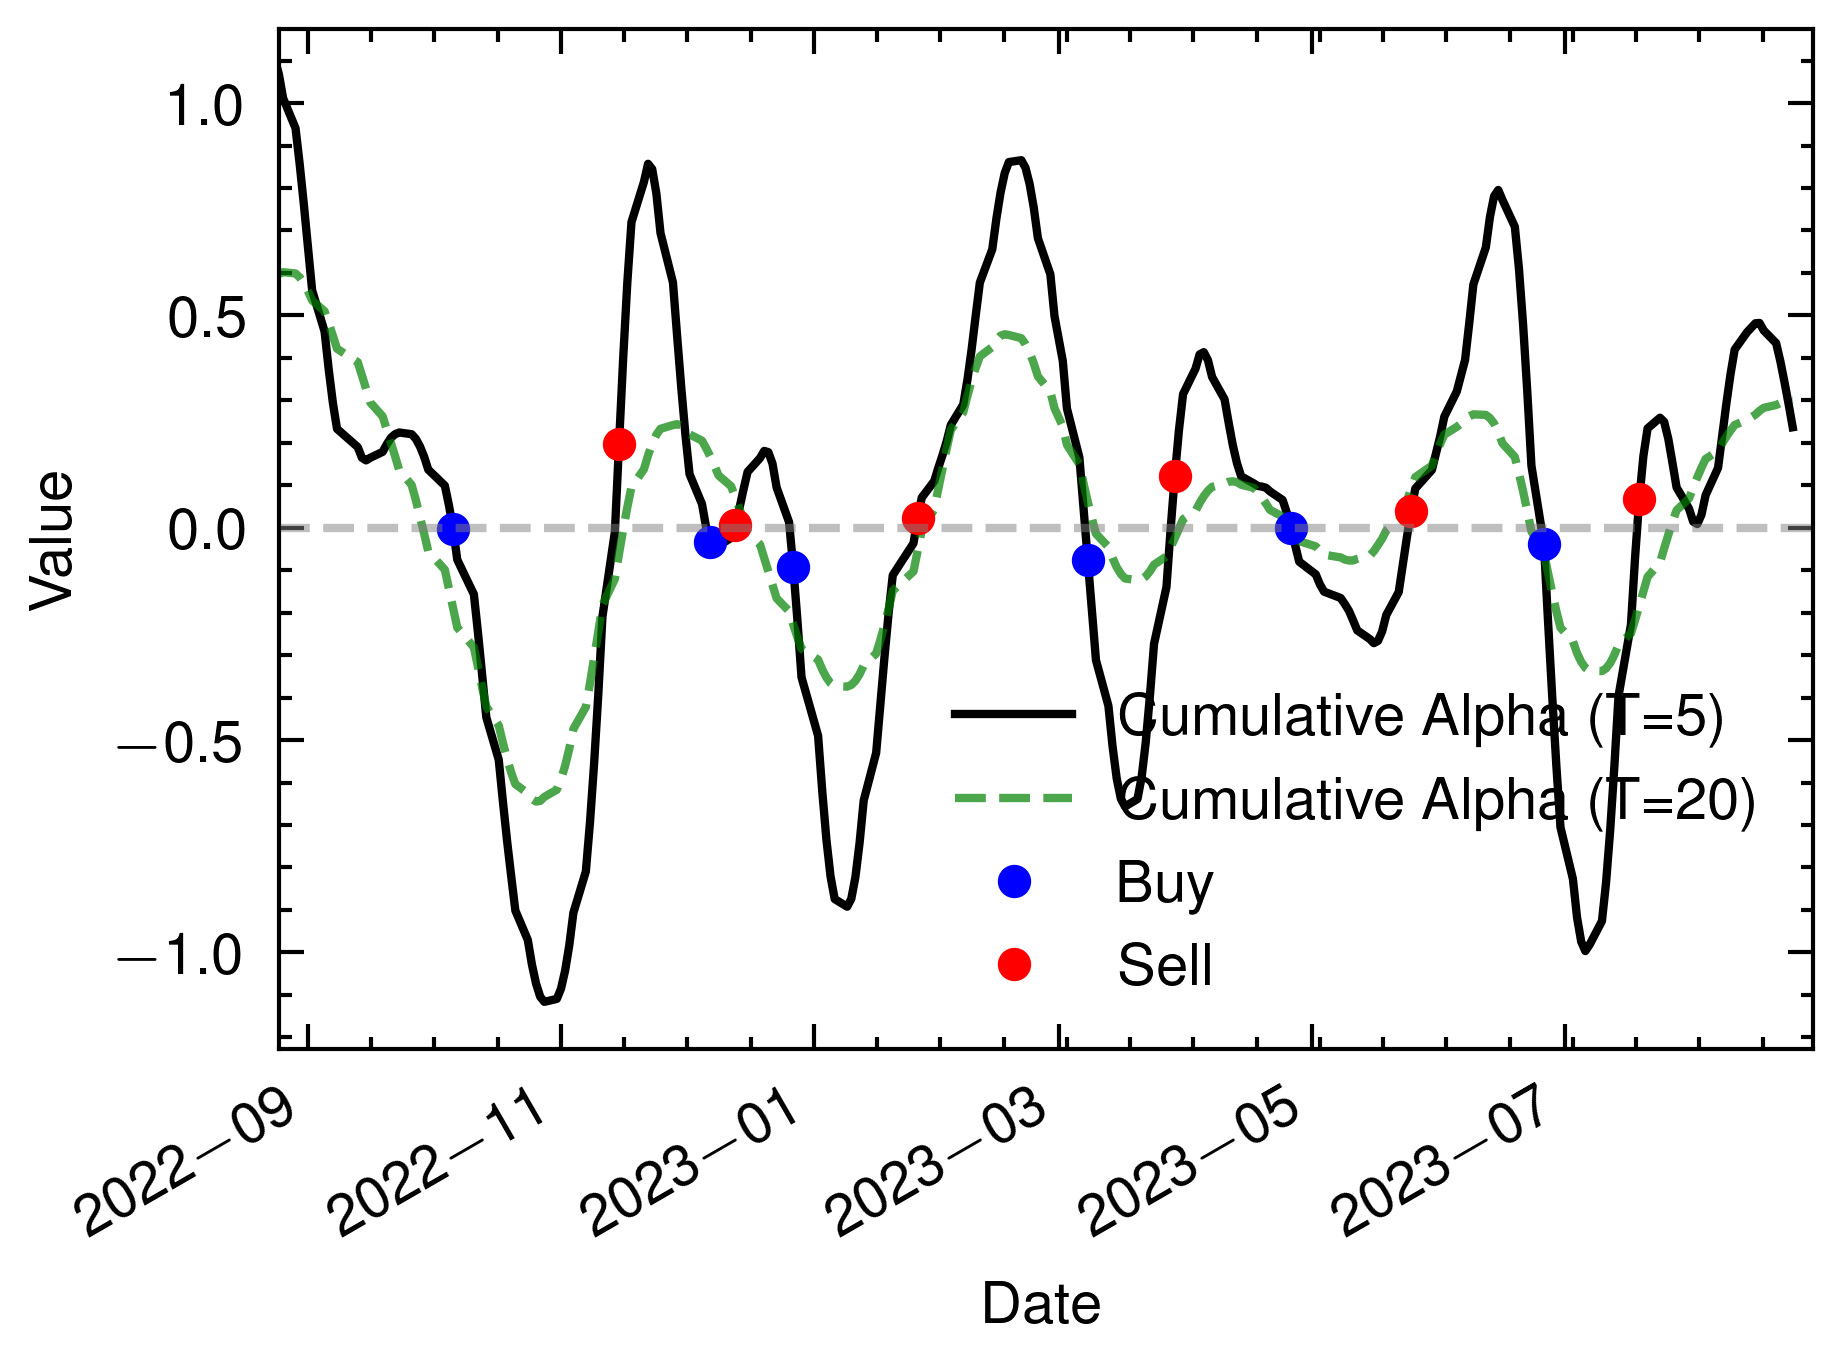 1.0
0.5
0.0
−0.5
−1.0
Value
Cumulative Alpha (T=5)
Cumulative Alpha (T=20)
Buy
Sell
2022−09
2022−11
2023−01
2023−03
2023−05
2023−07
Date